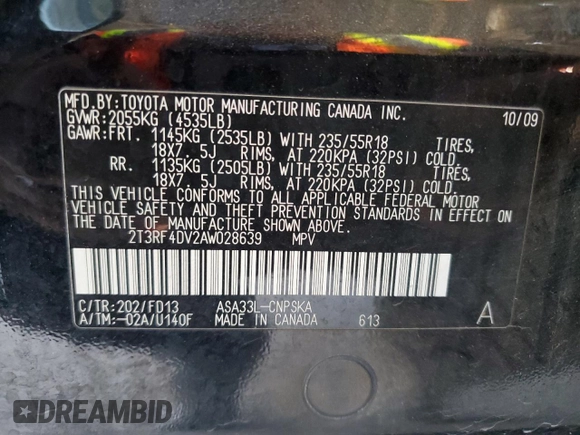 MFD.BY:TOYOTA MOTOR MANUFACTURING CANADA INC.
GVWR:2055KG (4535LB) 10/09
GAWR:FRT. 1145KG (2535LB) WITH 235/55R18 TIRES,
18X7. 5J RIMS, AT 220KPA (32PSI) COLD.
RR. 1135KG (2505LB) WITH 235/55R18 TIRES,
18X7. 5J RIMS, AT 220KPA (32PSI) COLD.
THIS VEHICLE CONFORMS TO ALL APPLICABLE FEDERAL MOTOR
VEHICLE SAFETY AND THEFT PREVENTION STANDARDS IN EFFECT ON
THE DATE OF MANUFACTURE SHOWN ABOVE.
2T3RF4DV2AW028639 MPV
C/TR:202/FD13 ASA33L-CNPSKA
A/TM:-02A/U140F MADE IN CANADA 613 A
DREAMBID